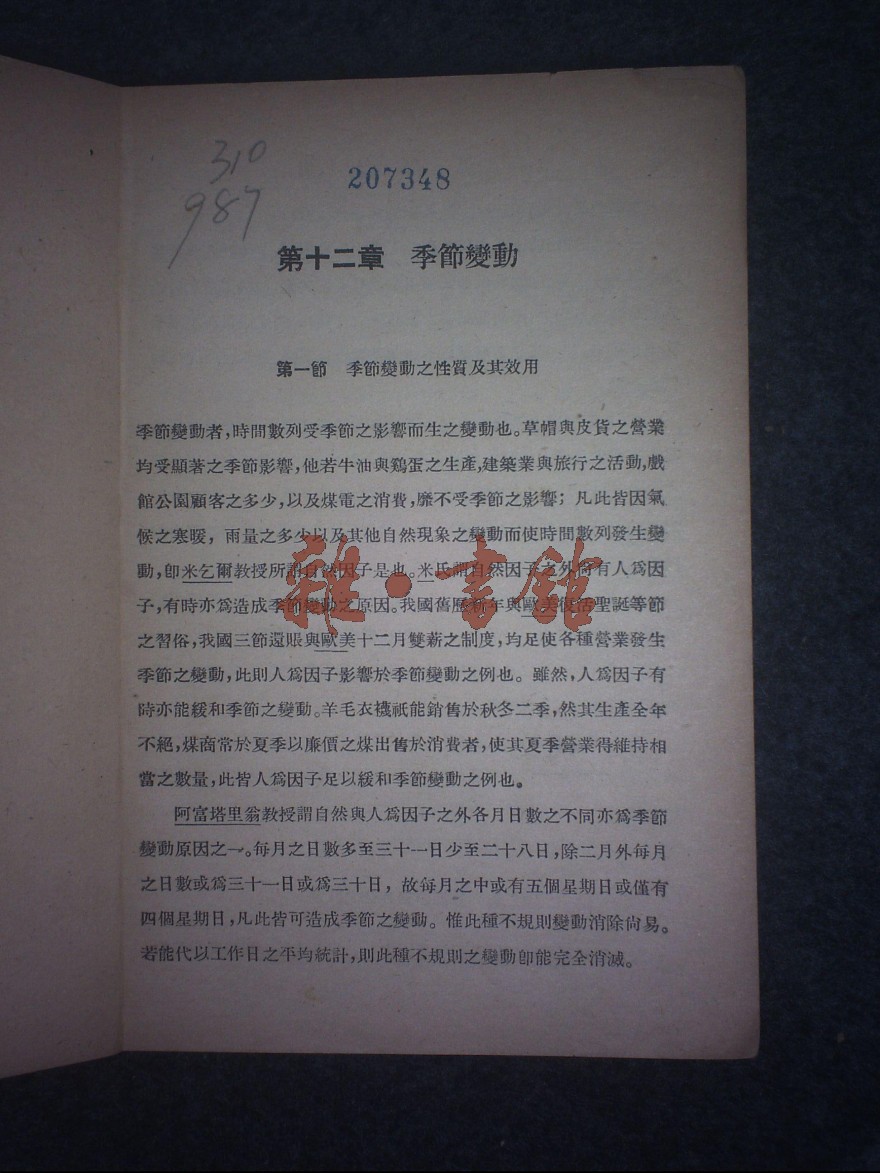 310
987
207348
第十二章 季節變動
第一節 季節變動之性質及其效用
季節變動者,時間數列受季節之影響而生之變動也。草帽與皮貨之營業
均受顯著之季節影響,他若牛油與鷄蛋之生產,建築業與旅行之活動,戲
館公園顧客之多少,以及煤電之消費,靡不受季節之影響;凡此皆因氣
候之寒暖,雨量之多少以及其他自然現象之變動而使時間數列發生變
動,卽米乞爾教授所謂自然因子是也。米氏謂自然因子之外尙有人爲因
子,有時亦爲造成季節變動之原因。我國舊曆新年與歐美復活聖誕等節
之習俗,我國三節還賬與歐美十二月雙薪之制度,均足使各種營業發生
季節之變動,此則人爲因子影響於季節變動之例也。雖然,人爲因子有
時亦能緩和季節之變動。羊毛衣襪祇能銷售於秋冬二季,然其生產全年
不絕,煤商常於夏季以廉價之煤出售於消費者,使其夏季營業得維持相
當之數量,此皆人爲因子足以緩和季節變動之例也。
阿富塔里翁教授謂自然與人爲因子之外各月日數之不同亦爲季節
變動原因之一。每月之日數多至三十一日少至二十八日,除二月外每月
之日數或爲三十一日或爲三十日,故每月之中或有五個星期日或僅有
四個星期日,凡此皆可造成季節之變動。惟此種不規則變動消除尙易。
若能代以工作日之平均統計,則此種不規則之變動卽能完全消滅。
雜·書館